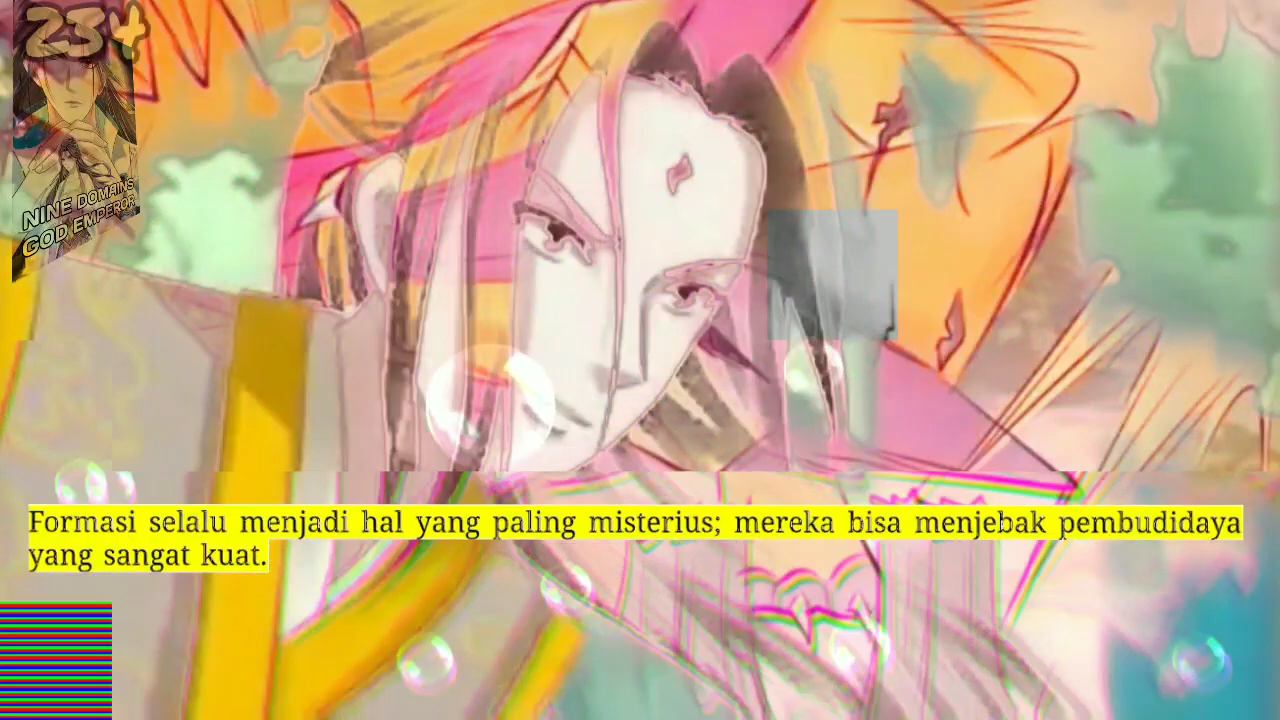 234
NINE DOMAINS
GOD EMPEROR
Formasi selalu menjadi hal yang paling misterius; mereka bisa menjebak pembudidaya
yang sangat kuat.